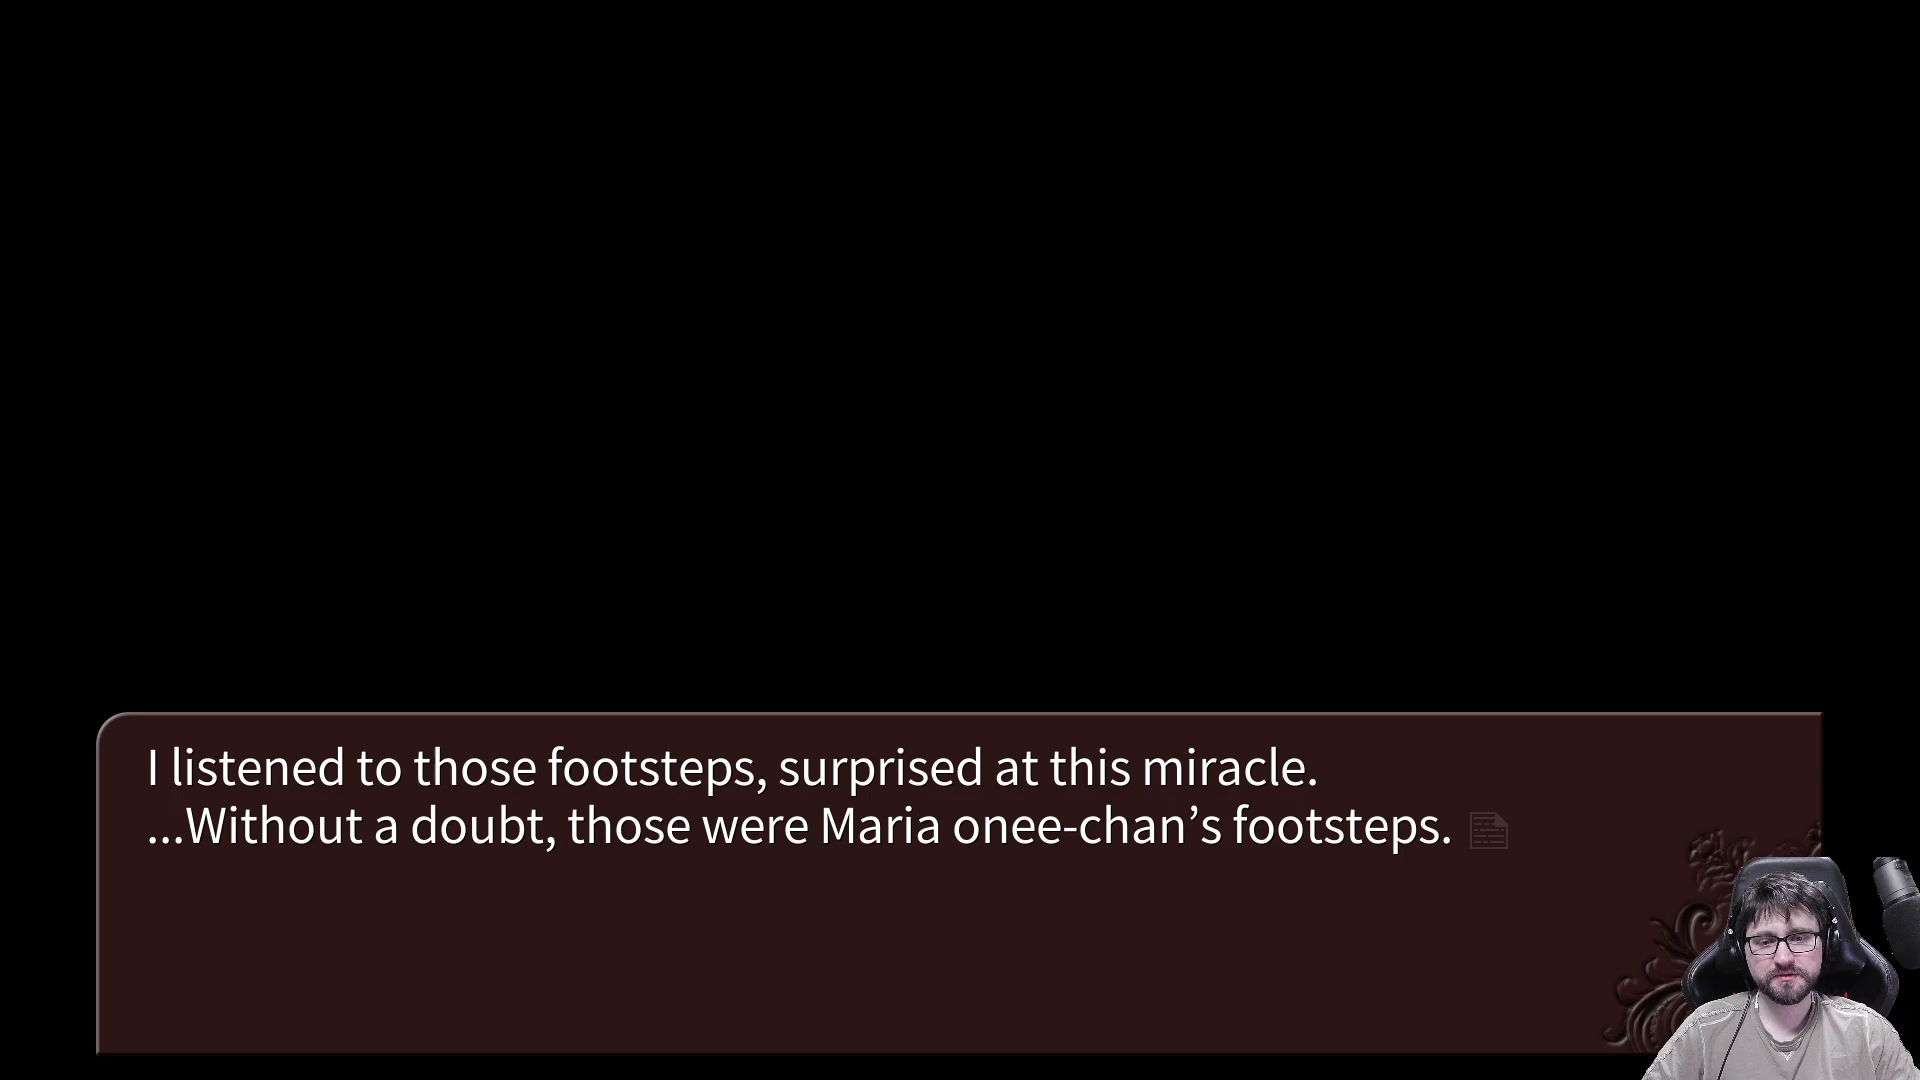 I listened to those footsteps, surprised at this miracle.
...Without a doubt, those were Maria onee-chan’s footsteps.